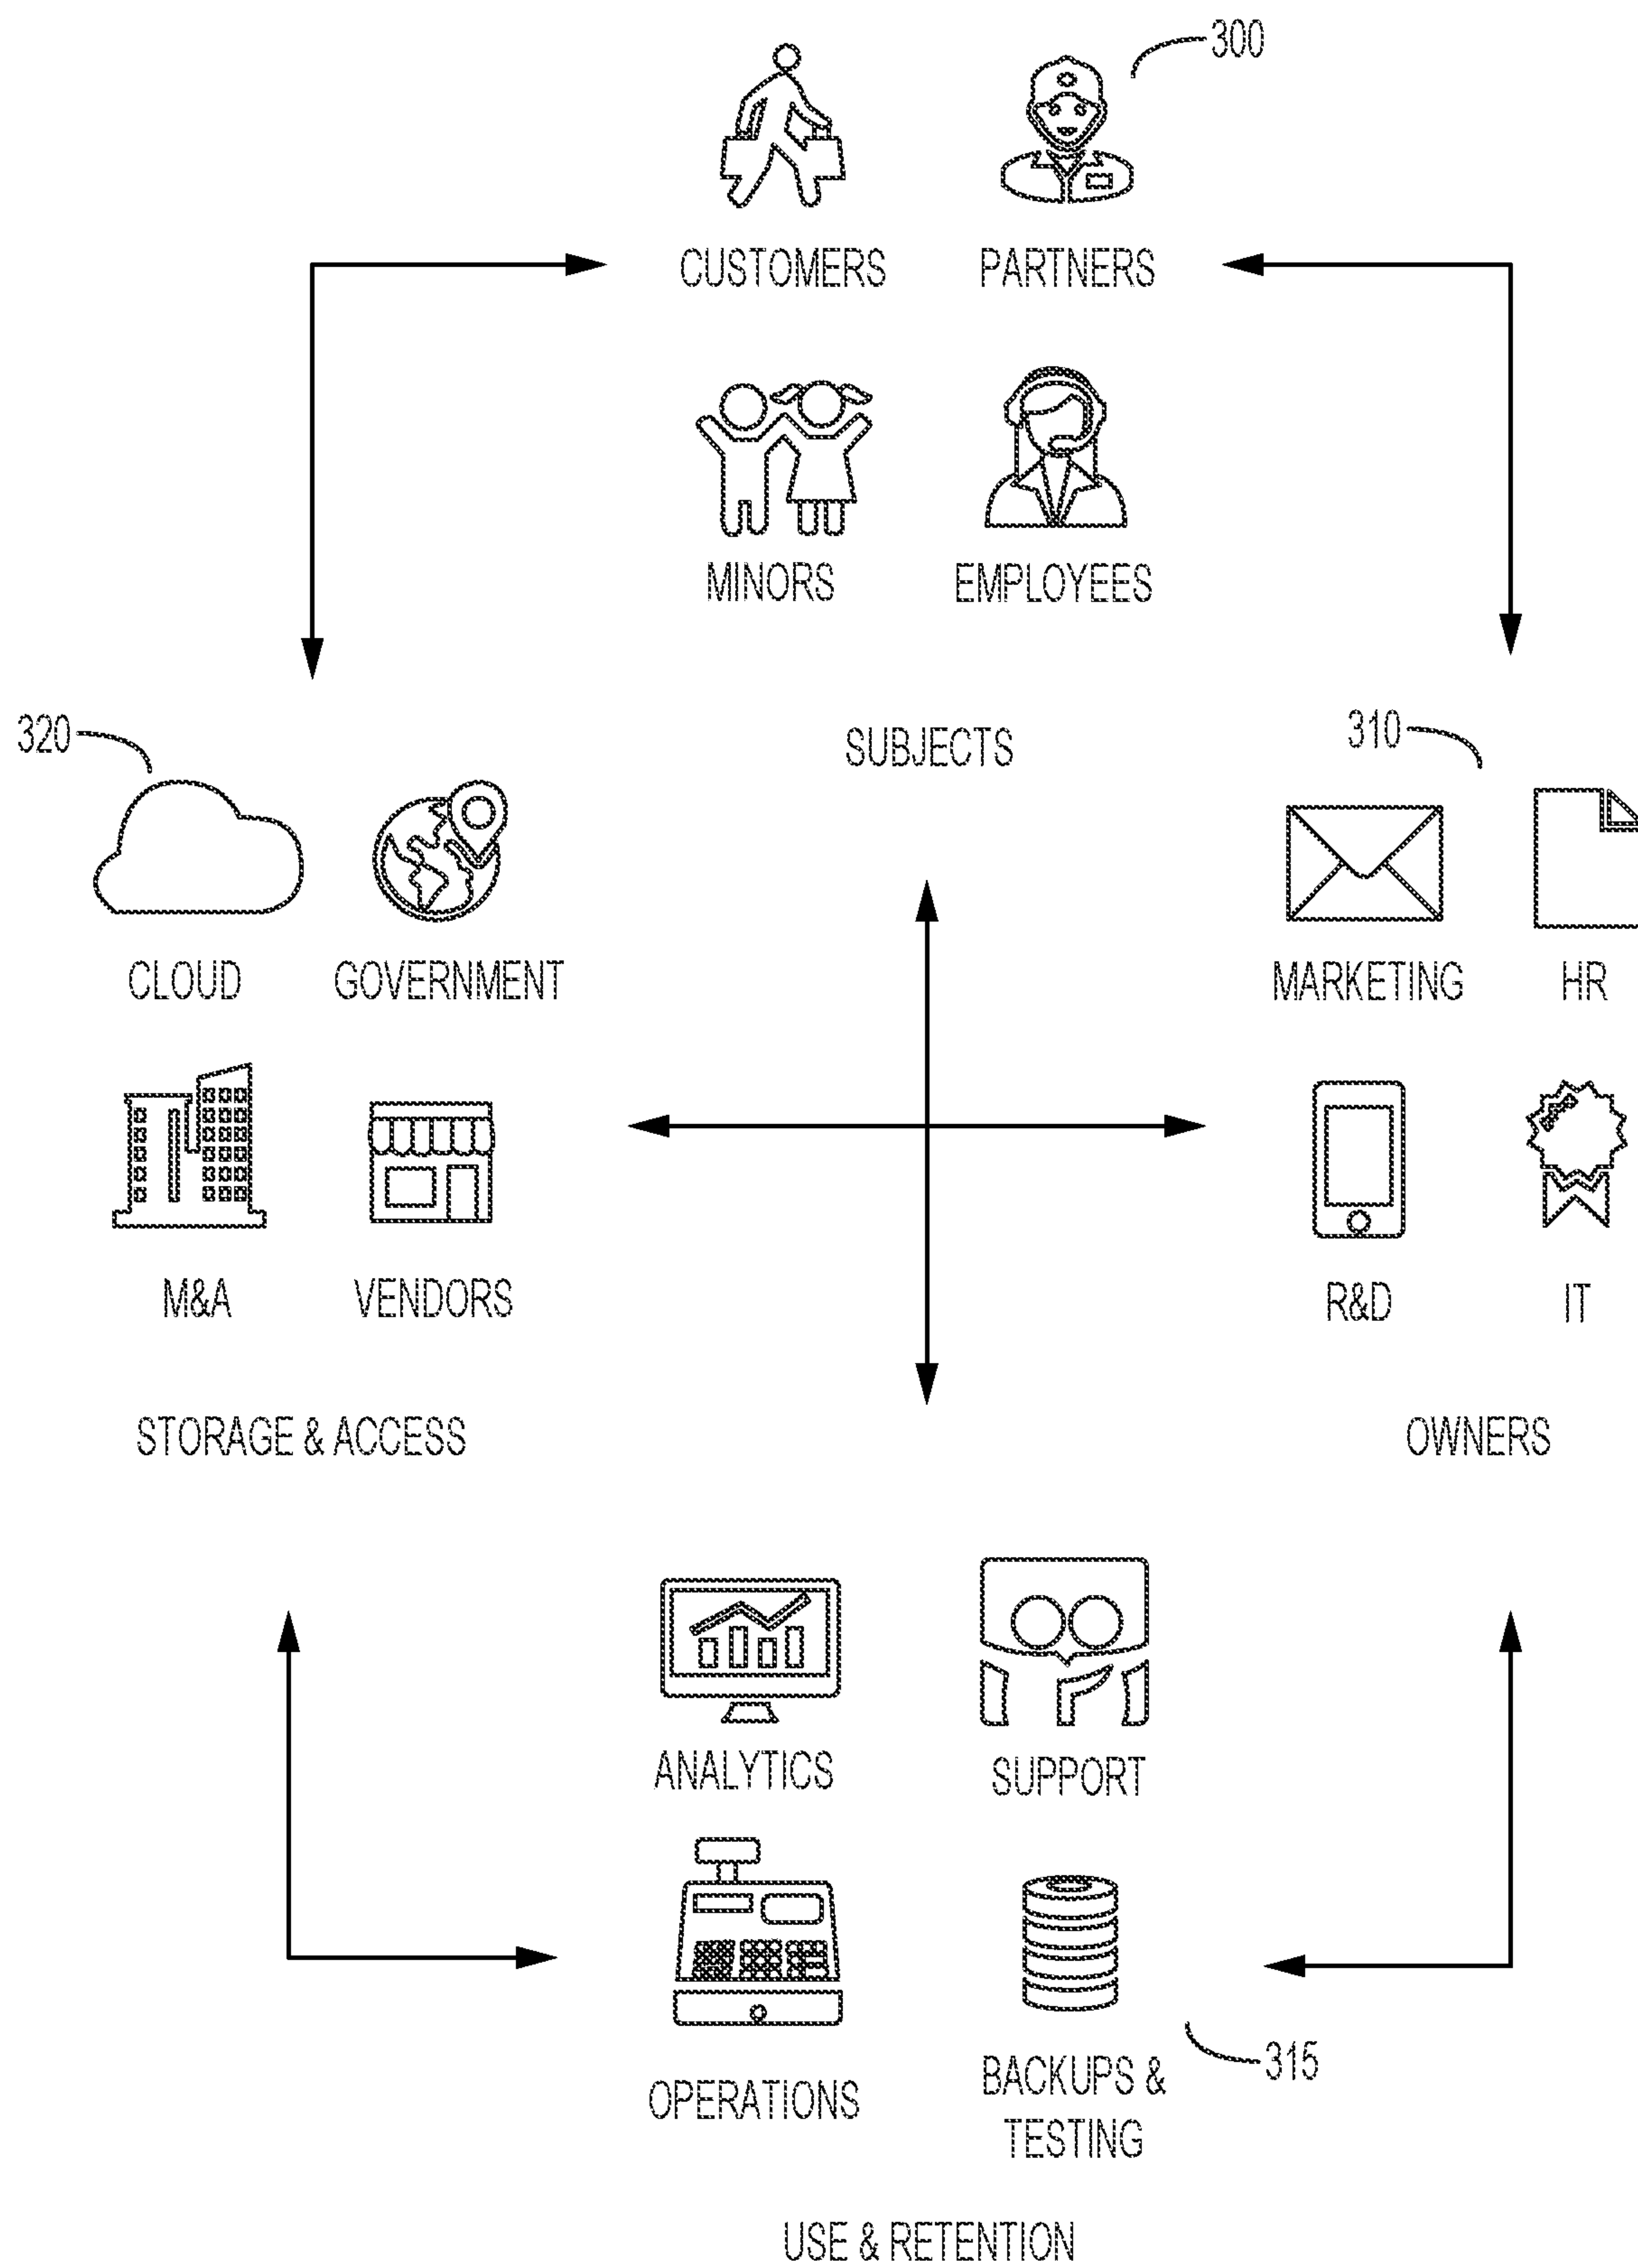 300
CUSTOMERS
PARTNERS
MINORS
EMPLOYEES
SUBJECTS
320
CLOUD
GOVERNMENT
M&A
VENDORS
STORAGE & ACCESS
310
MARKETING
HR
R&D
IT
OWNERS
ANALYTICS
SUPPORT
OPERATIONS
BACKUPS &
TESTING
315
USE & RETENTION